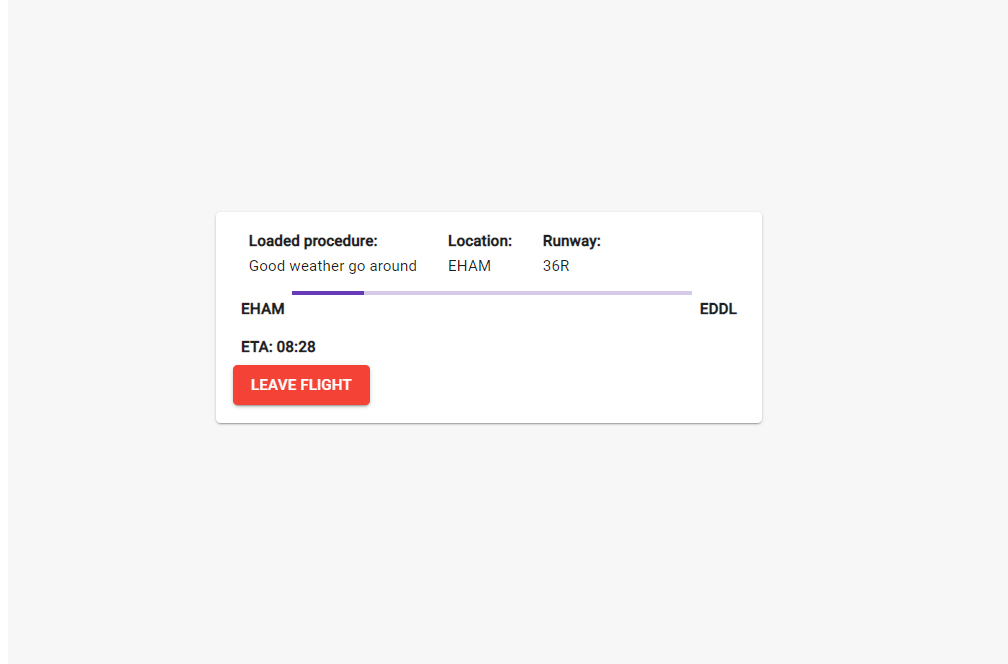 Loaded procedure: Location: Runway:
Good weather go around EHAM 36R
EHAM EDDL
ETA: 08:28
LEAVE FLIGHT